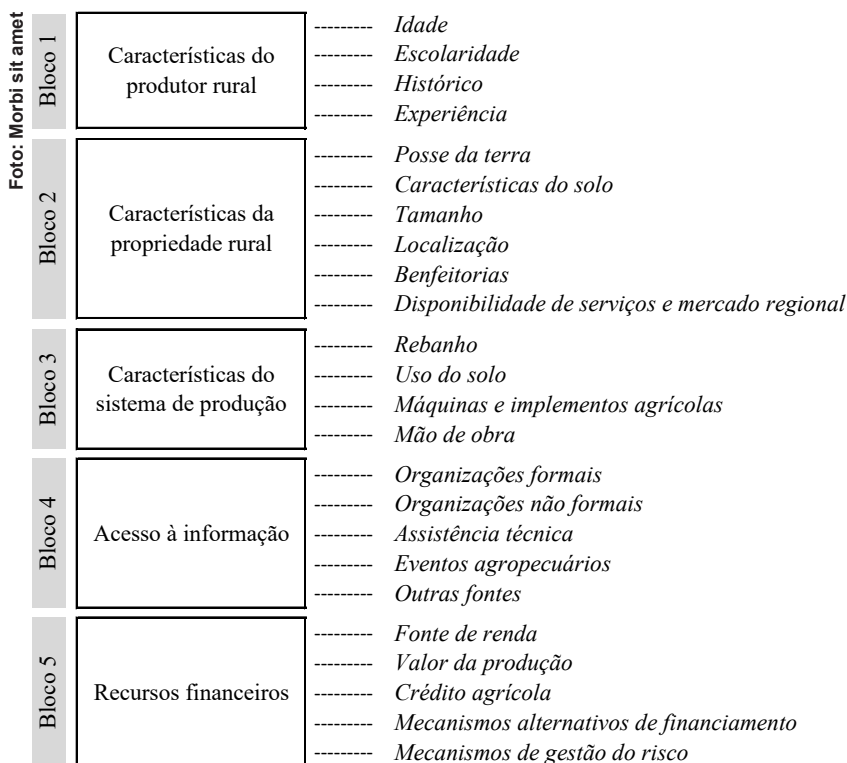 Foto: Morbi sit amet
Bloco 1
Características do
produtor rural
--------- Idade
--------- Escolaridade
--------- Histórico
--------- Experiência
Bloco 2
Características da
propriedade rural
--------- Posse da terra
--------- Características do solo
--------- Tamanho
--------- Localização
--------- Benfeitorias
--------- Disponibilidade de serviços e mercado regional
Bloco 3
Características do
sistema de produção
--------- Rebanho
--------- Uso do solo
--------- Máquinas e implementos agrícolas
--------- Mão de obra
Bloco 4
Acesso à informação
--------- Organizações formais
--------- Organizações não formais
--------- Assistência técnica
--------- Eventos agropecuários
--------- Outras fontes
Bloco 5
Recursos financeiros
--------- Fonte de renda
--------- Valor da produção
--------- Crédito agrícola
--------- Mecanismos alternativos de financiamento
--------- Mecanismos de gestão do risco